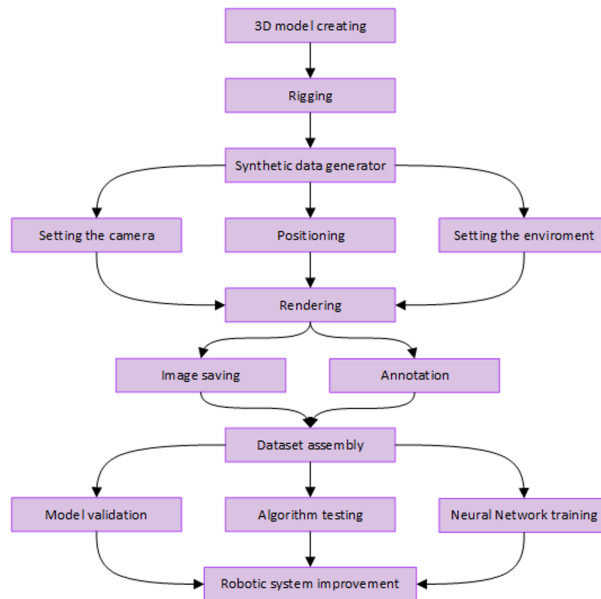 3D model creating
Rigging
Synthetic data generator
Setting the camera
Positioning
Setting the enviroment
Rendering
Image saving
Annotation
Dataset assembly
Model validation
Algorithm testing
Neural Network training
Robotic system improvement